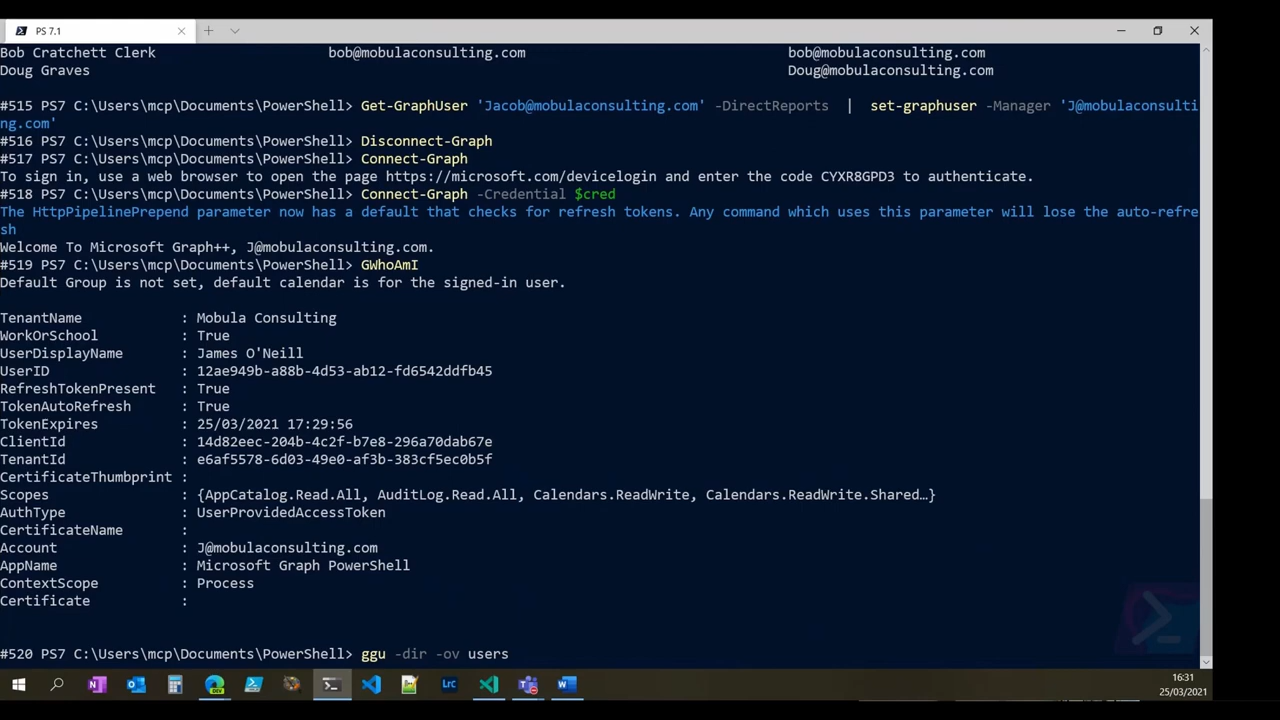 PS 7.1
Bob Cratchett Clerk bob@mobulaconsulting.com bob@mobulaconsulting.com
Doug Graves Doug@mobulaconsulting.com
#515 PS7 C:\Users\mcp\Documents\PowerShell> Get-GraphUser 'Jacob@mobulaconsulting.com' -DirectReports | set-graphuser -Manager 'J@mobulaconsulti
ng.com'
#516 PS7 C:\Users\mcp\Documents\PowerShell> Disconnect-Graph
#517 PS7 C:\Users\mcp\Documents\PowerShell> Connect-Graph
To sign in, use a web browser to open the page https://microsoft.com/devicelogin and enter the code CYXR8GPD3 to authenticate.
#518 PS7 C:\Users\mcp\Documents\PowerShell> Connect-Graph -Credential $cred
The HttpPipelinePrepend parameter now has a default that checks for refresh tokens. Any command which uses this parameter will lose the auto-refre
sh
Welcome To Microsoft Graph++, J@mobulaconsulting.com.
#519 PS7 C:\Users\mcp\Documents\PowerShell> GWhoAmI
Default Group is not set, default calendar is for the signed-in user.
TenantName : Mobula Consulting
WorkOrSchool : True
UserDisplayName : James O'Neill
UserID : 12ae949b-a88b-4d53-ab12-fd6542ddfb45
RefreshTokenPresent : True
TokenAutoRefresh : True
TokenExpires : 25/03/2021 17:29:56
ClientId : 14d82eec-204b-4c2f-b7e8-296a70dab67e
TenantId : e6af5578-6d03-49e0-af3b-383cf5ec0b5f
CertificateThumbprint :
Scopes : {AppCatalog.Read.All, AuditLog.Read.All, Calendars.ReadWrite, Calendars.ReadWrite.Shared…}
AuthType : UserProvidedAccessToken
CertificateName :
Account : J@mobulaconsulting.com
AppName : Microsoft Graph PowerShell
ContextScope : Process
Certificate :
#520 PS7 C:\Users\mcp\Documents\PowerShell> ggu -dir -ov users
LrC
16:31
25/03/2021